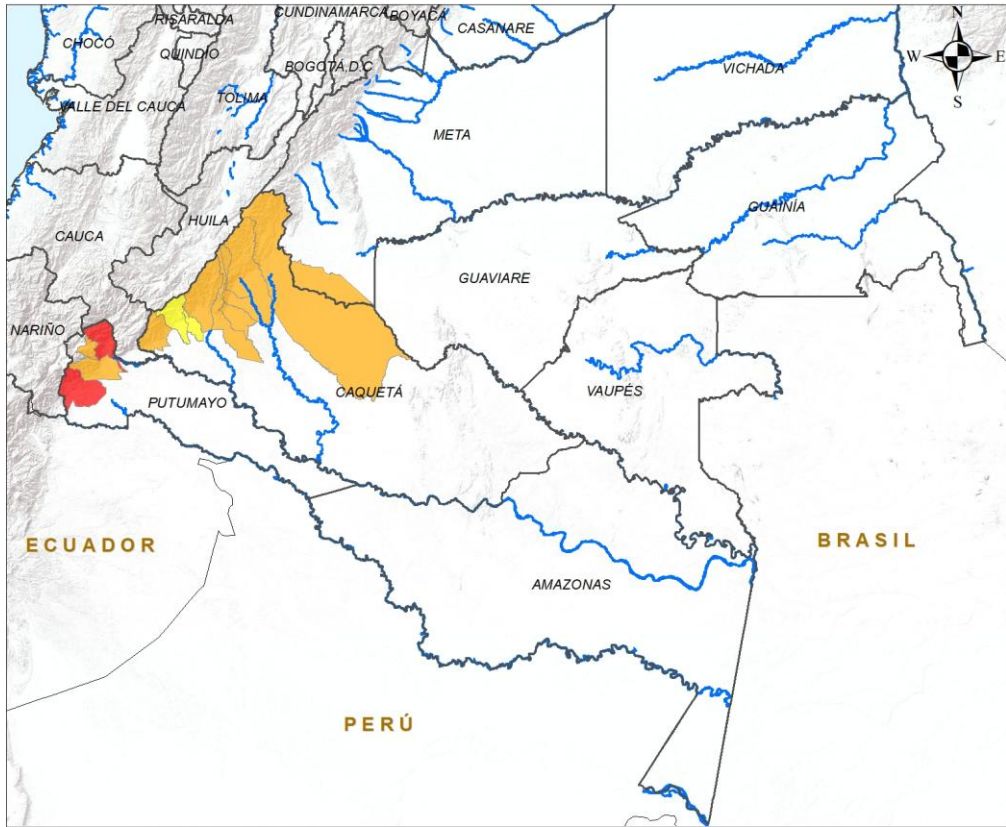 CUNDINAMARCA
BOYACÁ
RISARALDA
CASANARE
N
CHOCÓ
QUINDÍO
BOGOTÁ D.C
W
E
VICHADA
S
VALLE DEL CAUCA
TOLIMA
META
HUILA
GUAINÍA
CAUCA
GUAVIARE
NARIÑO
CAQUETÁ
VAUPÉS
PUTUMAYO
ECUADOR
BRASIL
AMAZONAS
PERÚ